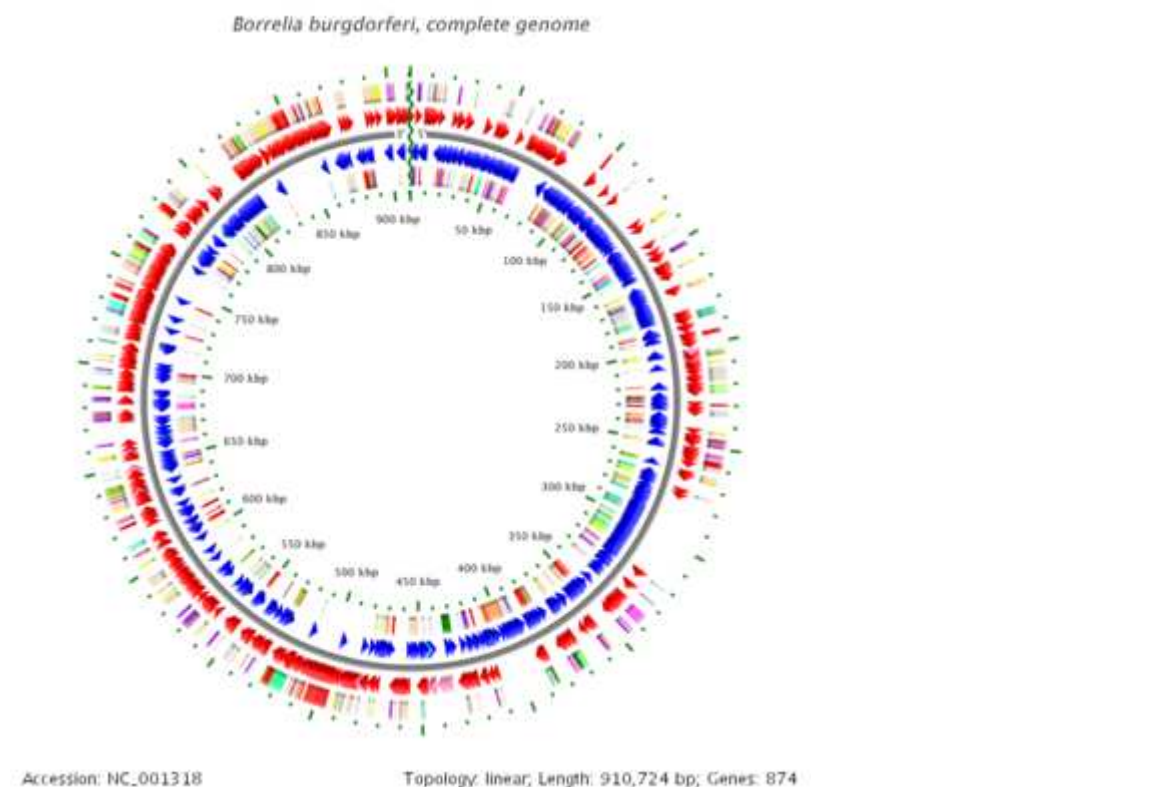 Borrelia burgdorferi, complete genome
900 kbp
50 kbp
100 kbp
150 kbp
200 kbp
250 kbp
300 kbp
350 kbp
400 kbp
450 kbp
500 kbp
550 kbp
600 kbp
650 kbp
700 kbp
750 kbp
800 kbp
850 kbp
Accession: NC_001318
Topology: linear; Length: 910,724 bp; Genes: 874